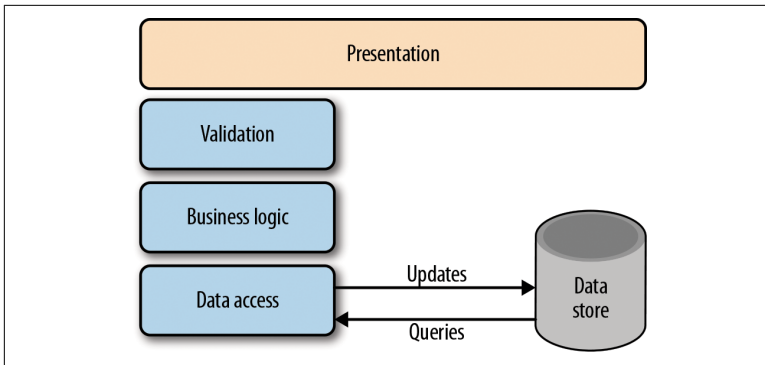 Presentation
Validation
Business logic
Data access
Updates
Queries
Data
store